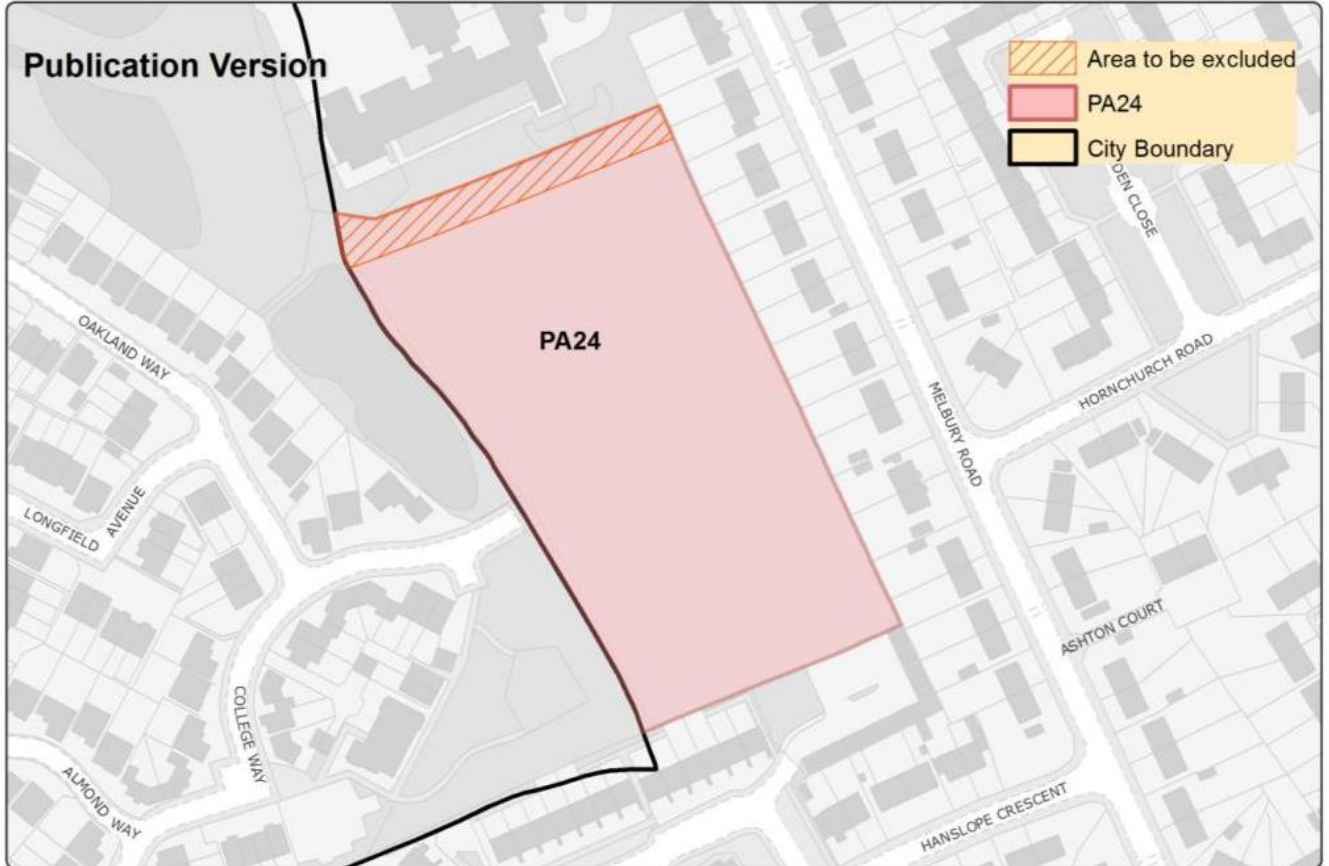 Publication Version
Area to be excluded
PA24
City Boundary
DEN CLOSE
OAKLAND WAY
PA24
HORNCHURCH ROAD
MELBURY ROAD
LONGFIELD
AVENUE
ASHTON COURT
COLLEGE WAY
ALMOND WAY
HANSLOPE CRESCENT